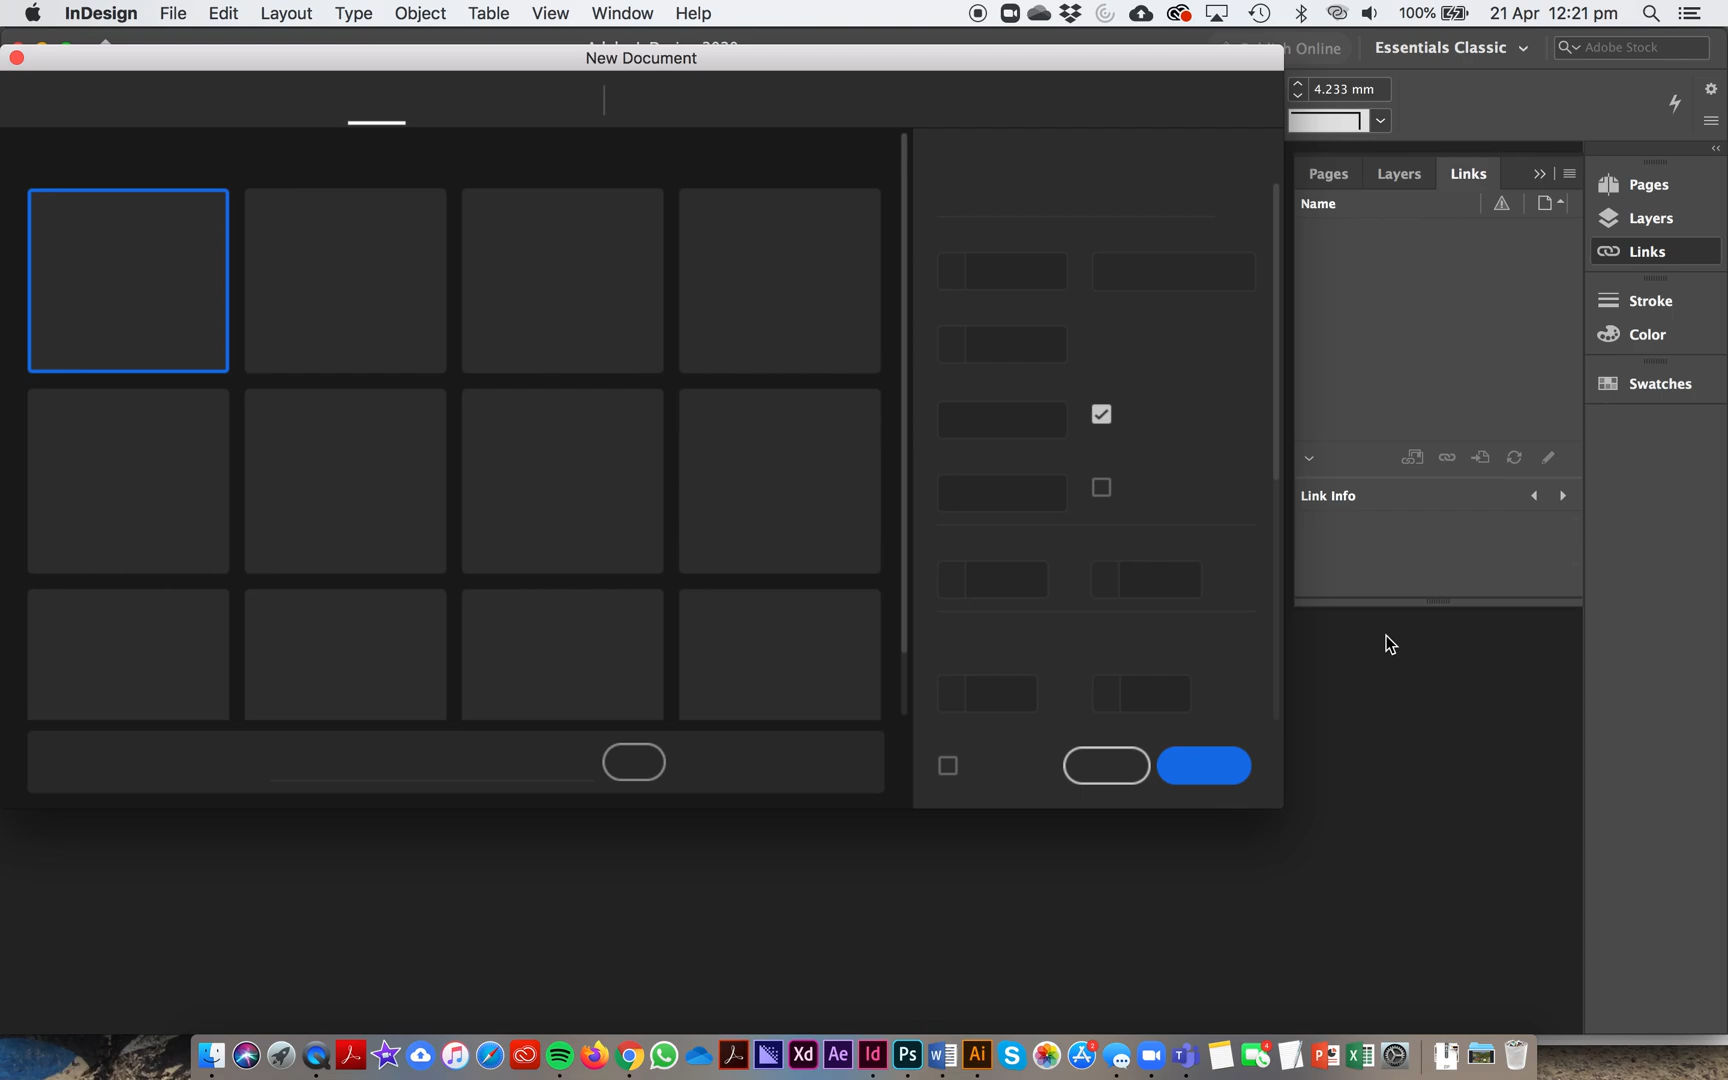 InDesign File Edit Layout Type Object Table View Window Help 100% 21 Apr 12:21 pm
Online Essentials Classic Adobe Stock
New Document
4.233 mm
Pages Layers Links
Name
Pages
Layers
Links
Stroke
Color
Swatches
Link Info
Xd Ae Id Ps W Ai S P X